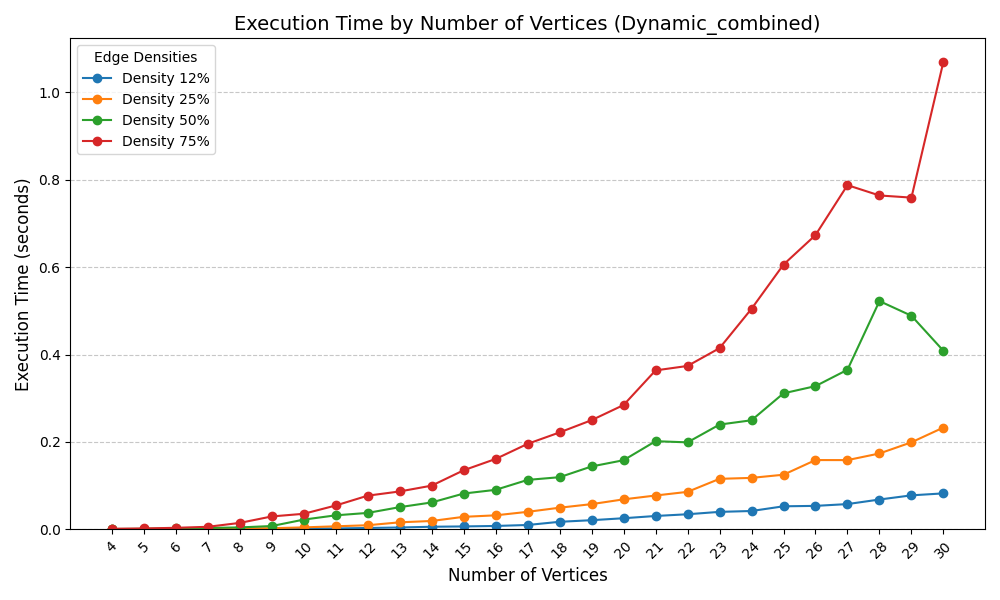 Execution Time by Number of Vertices (Dynamic_combined)
Edge Densities
Density 12%
Density 25%
Density 50%
Density 75%
Execution Time (seconds)
1.0
0.8
0.6
0.4
0.2
0.0
4 5 6 7 8 9 10 11 12 13 14 15 16 17 18 19 20 21 22 23 24 25 26 27 28 29 30
Number of Vertices